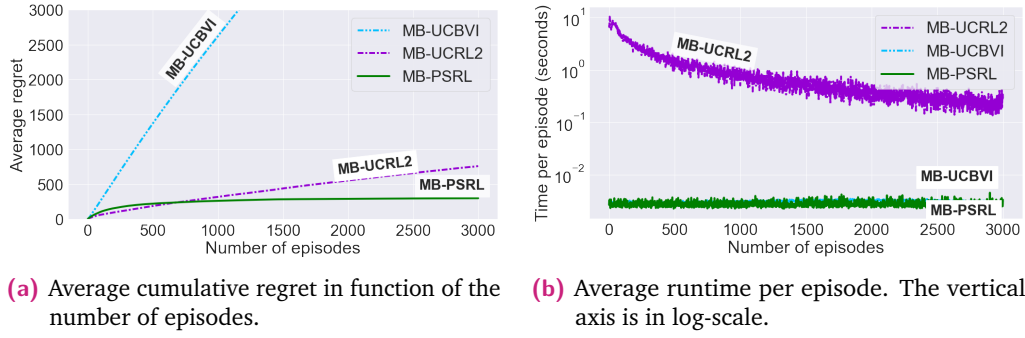 3000
2500
2000
1500
1000
500
0
Average regret
MB-UCBVI
MB-UCRL2
MB-PSRL
MB-UCBVI
MB-UCRL2
MB-PSRL
0 500 1000 1500 2000 2500 3000
Number of episodes
(a) Average cumulative regret in function of the
number of episodes.
10^1
10^0
10^-1
10^-2
Time per episode (seconds)
MB-UCRL2
MB-UCBVI
MB-PSRL
MB-UCRL2
MB-UCBVI
MB-PSRL
0 500 1000 1500 2000 2500 3000
Number of episodes
(b) Average runtime per episode. The vertical
axis is in log-scale.